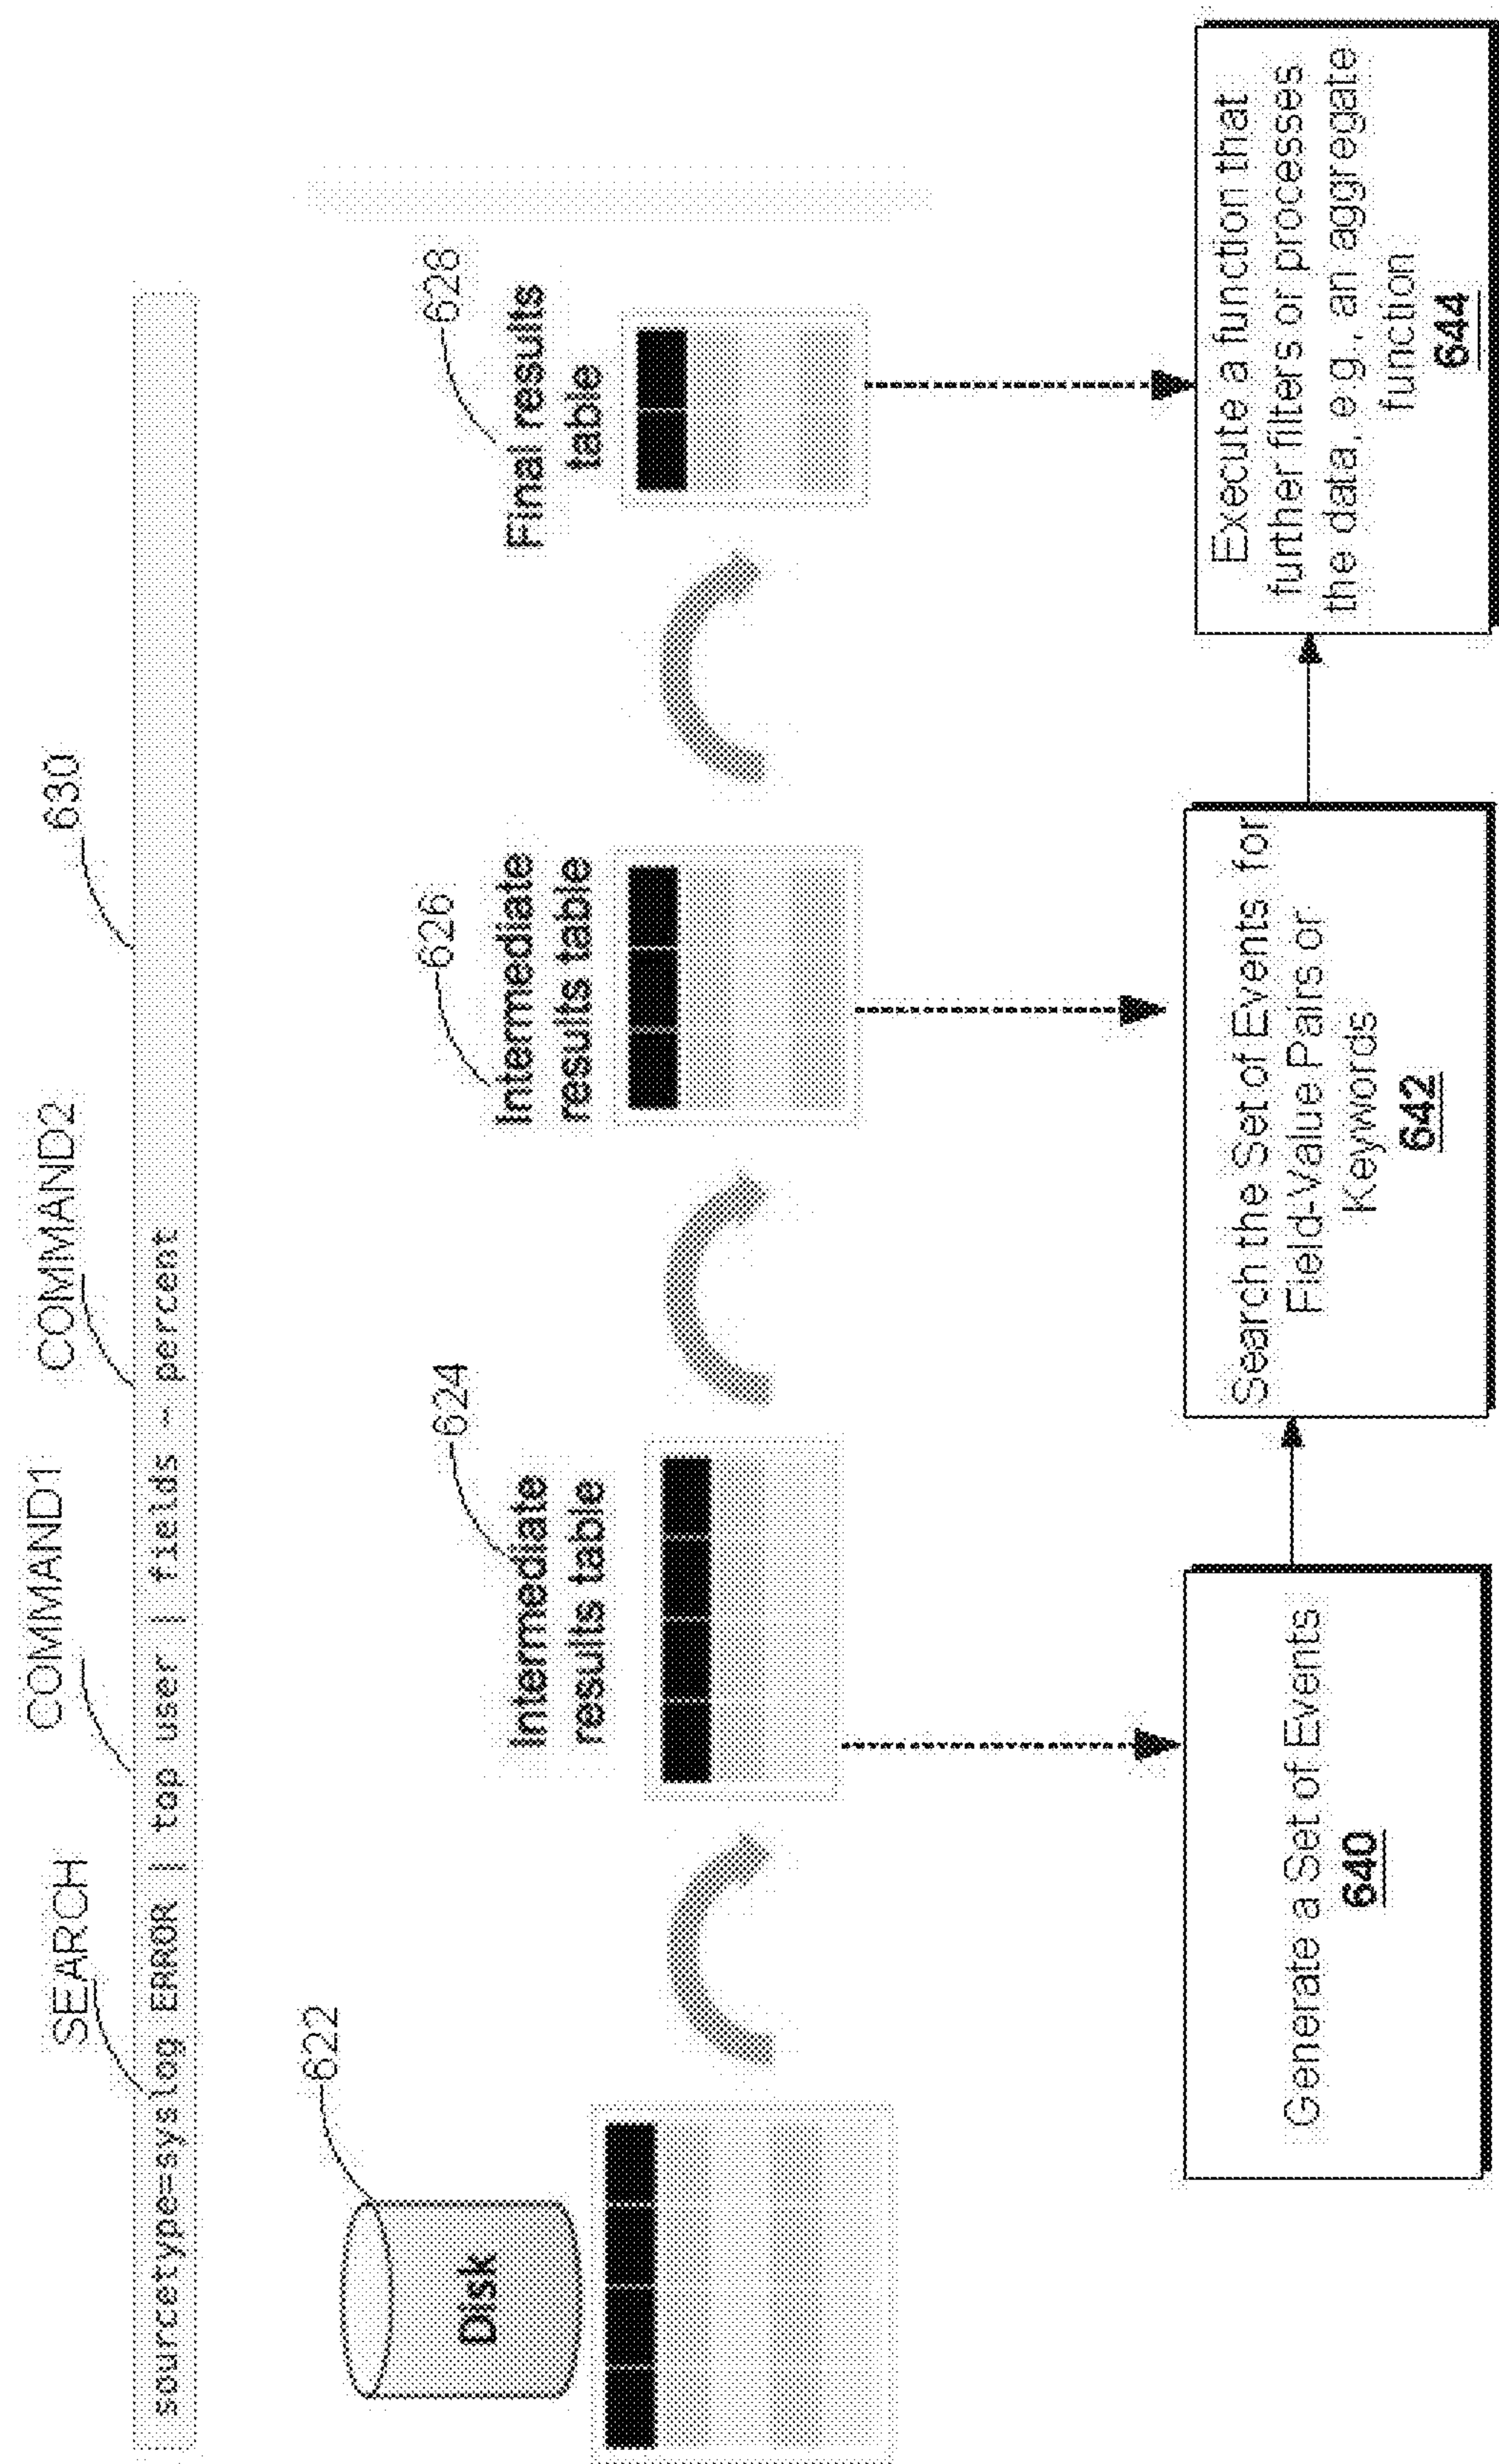 SEARCH
COMMAND1
COMMAND2
630
sourcetype=syslog ERROR | top user | fields - percent
622
Disk
624
Intermediate
results table
626
Intermediate
results table
628
Final results
table
Generate a Set of Events
640
Search the Set of Events for
Field-Value Pairs or
Keywords
642
Execute a function that
further filters or processes
the data, e.g., an aggregate
function
644